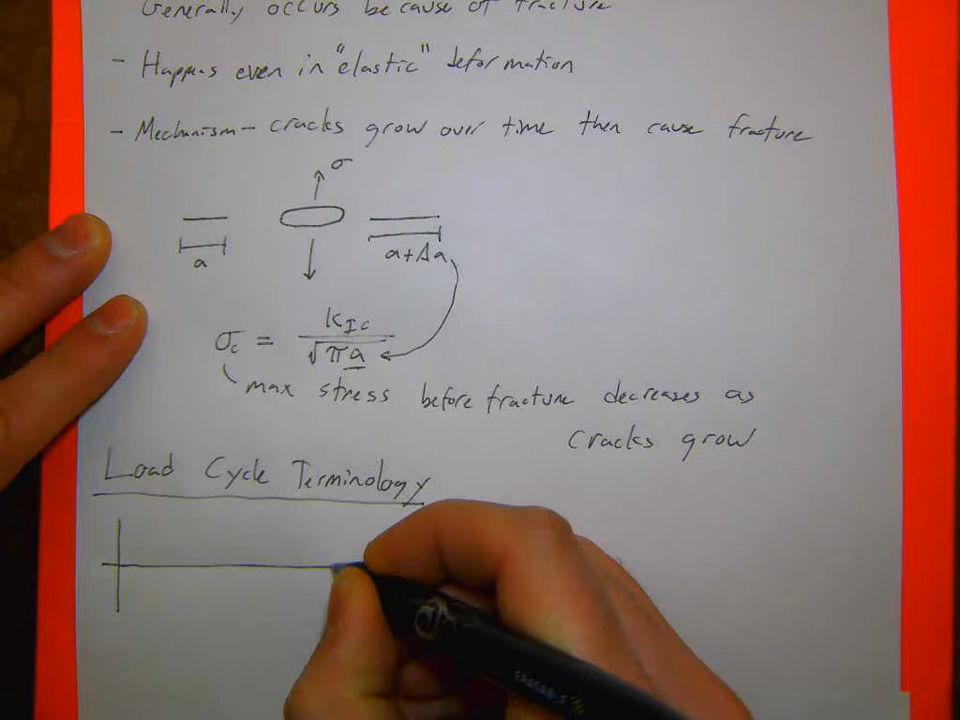 Generally occurs because of fracture
- Happens even in "elastic" deformation
- Mechanism - cracks grow over time then cause fracture
σ
a
a+Δa
σc = KIc / √πa
max stress before fracture decreases as
cracks grow
Load Cycle Terminology